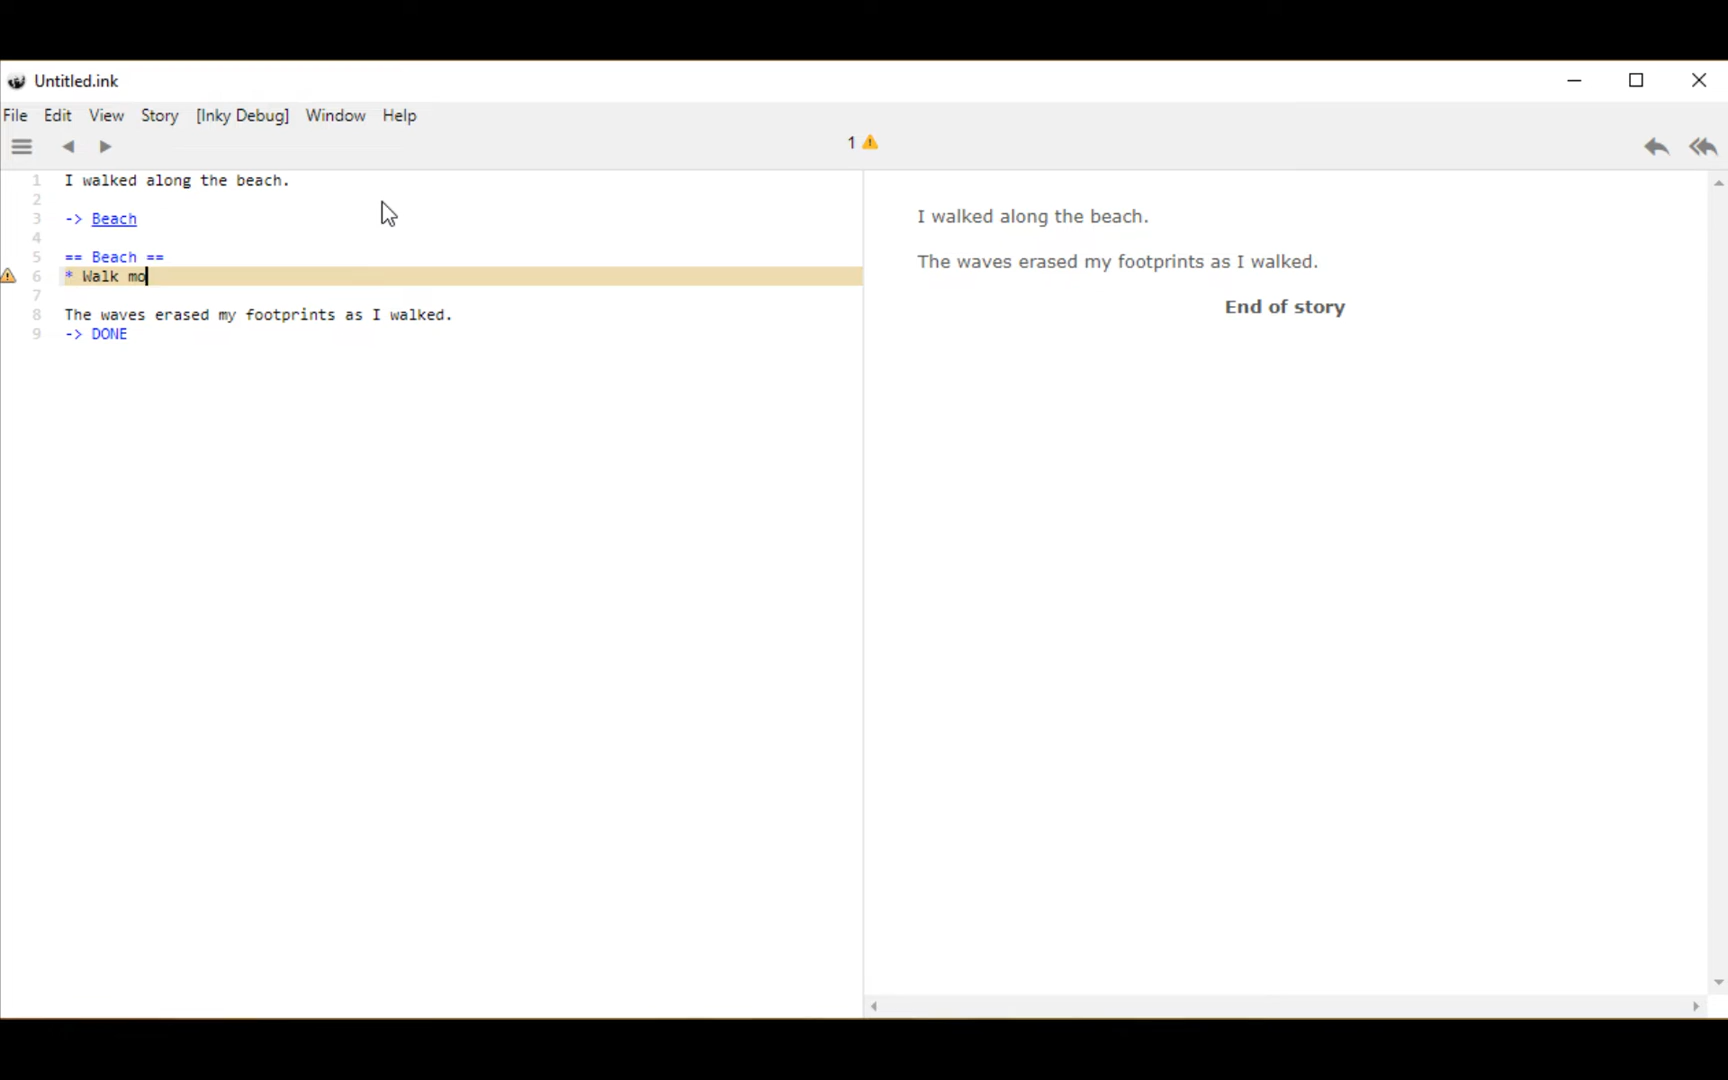 Untitled.ink
File Edit View Story [Inky Debug] Window Help
1
1 I walked along the beach.
2
3 -> Beach
4
5 == Beach ==
6 * Walk mo
7
8 The waves erased my footprints as I walked.
9 -> DONE
I walked along the beach.
The waves erased my footprints as I walked.
End of story